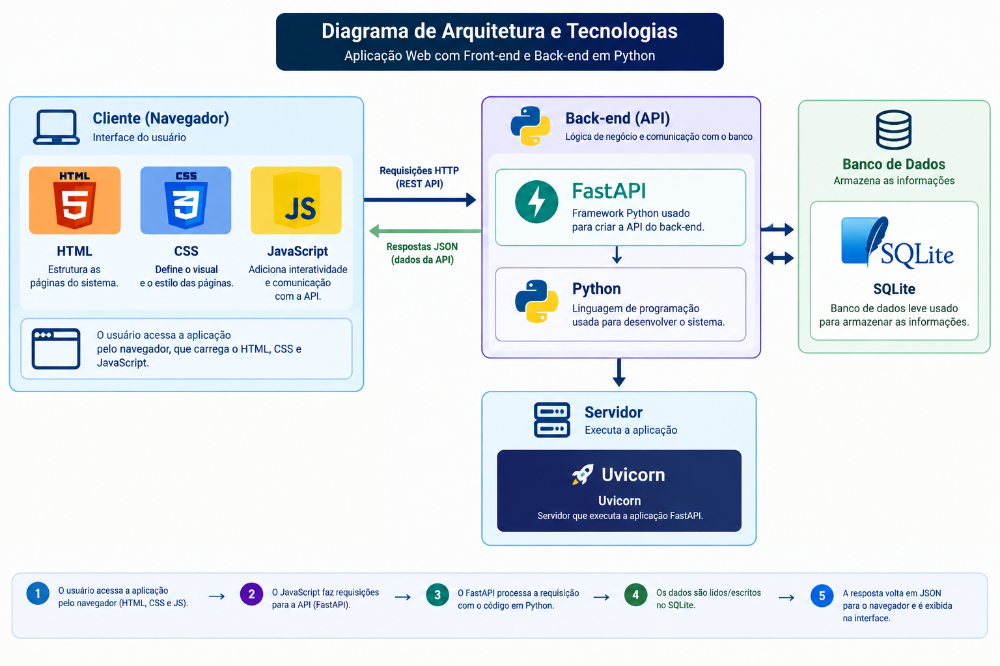 Diagrama de Arquitetura e Tecnologias
Aplicação Web com Front-end e Back-end em Python
Cliente (Navegador)
Interface do usuário
HTML
5
HTML
Estrutura as
páginas do sistema.
CSS
3
CSS
Define o visual
e o estilo das páginas.
JS
JavaScript
Adiciona interatividade
e comunicação
com a API.
O usuário acessa a aplicação
pelo navegador, que carrega o HTML, CSS e
JavaScript.
Requisições HTTP
(REST API)
Respostas JSON
(dados da API)
Back-end (API)
Lógica de negócio e comunicação com o banco
FastAPI
Framework Python usado
para criar a API do back-end.
Python
Linguagem de programação
usada para desenvolver o sistema.
Banco de Dados
Armazena as informações
SQLite
SQLite
Banco de dados leve usado
para armazenar as informações.
Servidor
Executa a aplicação
Uvicorn
Uvicorn
Servidor que executa a aplicação FastAPI.
1
O usuário acessa a aplicação
pelo navegador (HTML, CSS e JS).
2
O JavaScript faz requisições
para a API (FastAPI).
3
O FastAPI processa a requisição
com o código em Python.
4
Os dados são lidos/escritos
no SQLite.
5
A resposta volta em JSON
para o navegador e é exibida
na interface.